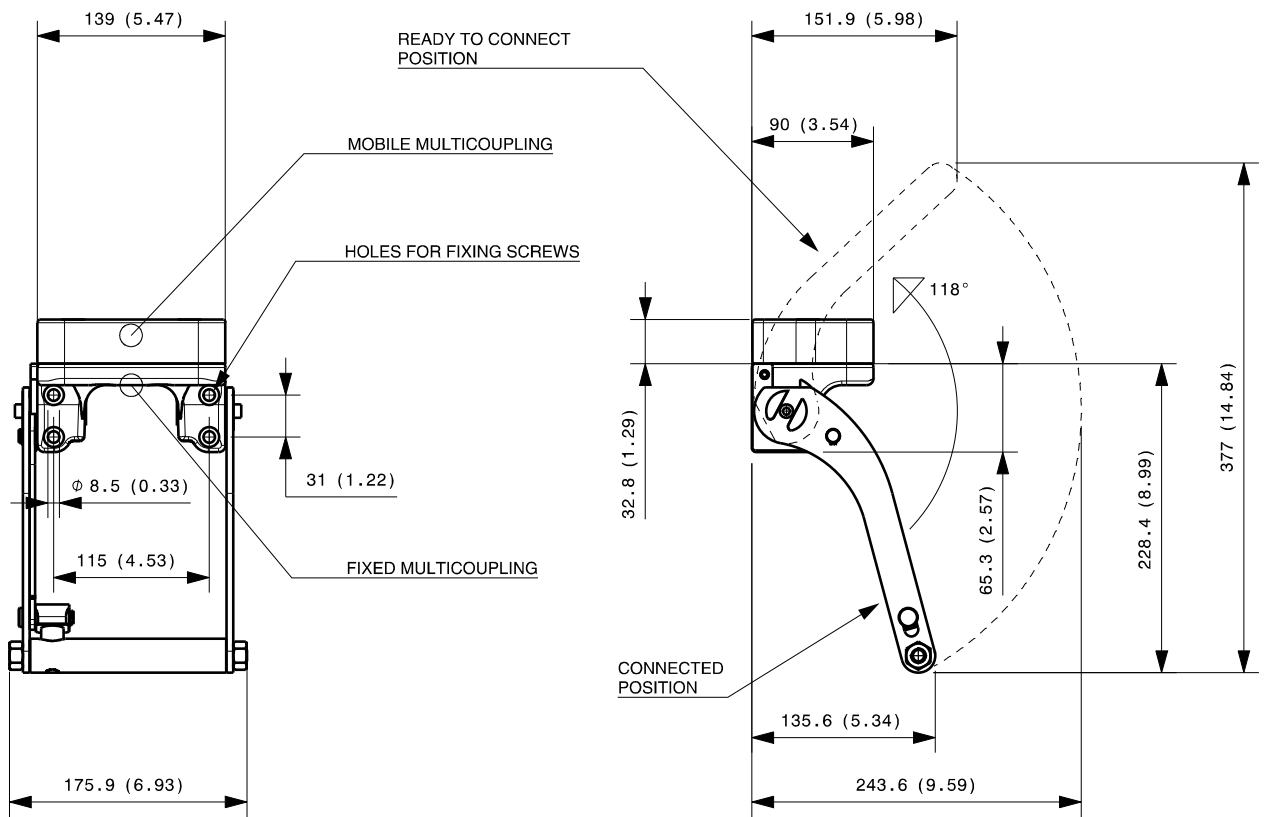 139 (5.47)
151.9 (5.98)
READY TO CONNECT
POSITION
90 (3.54)
MOBILE MULTICOUPLING
HOLES FOR FIXING SCREWS
118°
32.8 (1.29)
377 (14.84)
31 (1.22)
ϕ 8.5 (0.33)
65.3 (2.57)
228.4 (8.99)
115 (4.53)
FIXED MULTICOUPLING
CONNECTED
POSITION
135.6 (5.34)
175.9 (6.93)
243.6 (9.59)